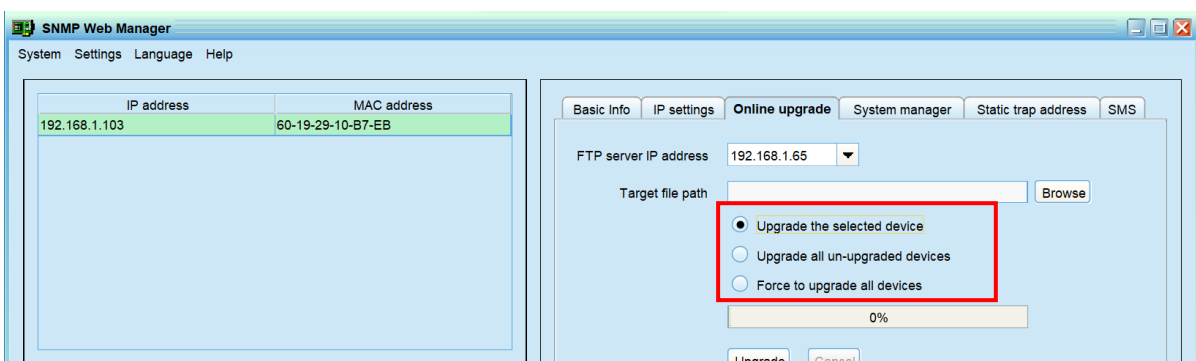 SNMP Web Manager
System Settings Language Help
IP address MAC address
192.168.1.103 60-19-29-10-B7-EB
Basic Info IP settings Online upgrade System manager Static trap address SMS
FTP server IP address 192.168.1.65
Target file path Browse
Upgrade the selected device
Upgrade all un-upgraded devices
Force to upgrade all devices
0%
Upgrade Cancel